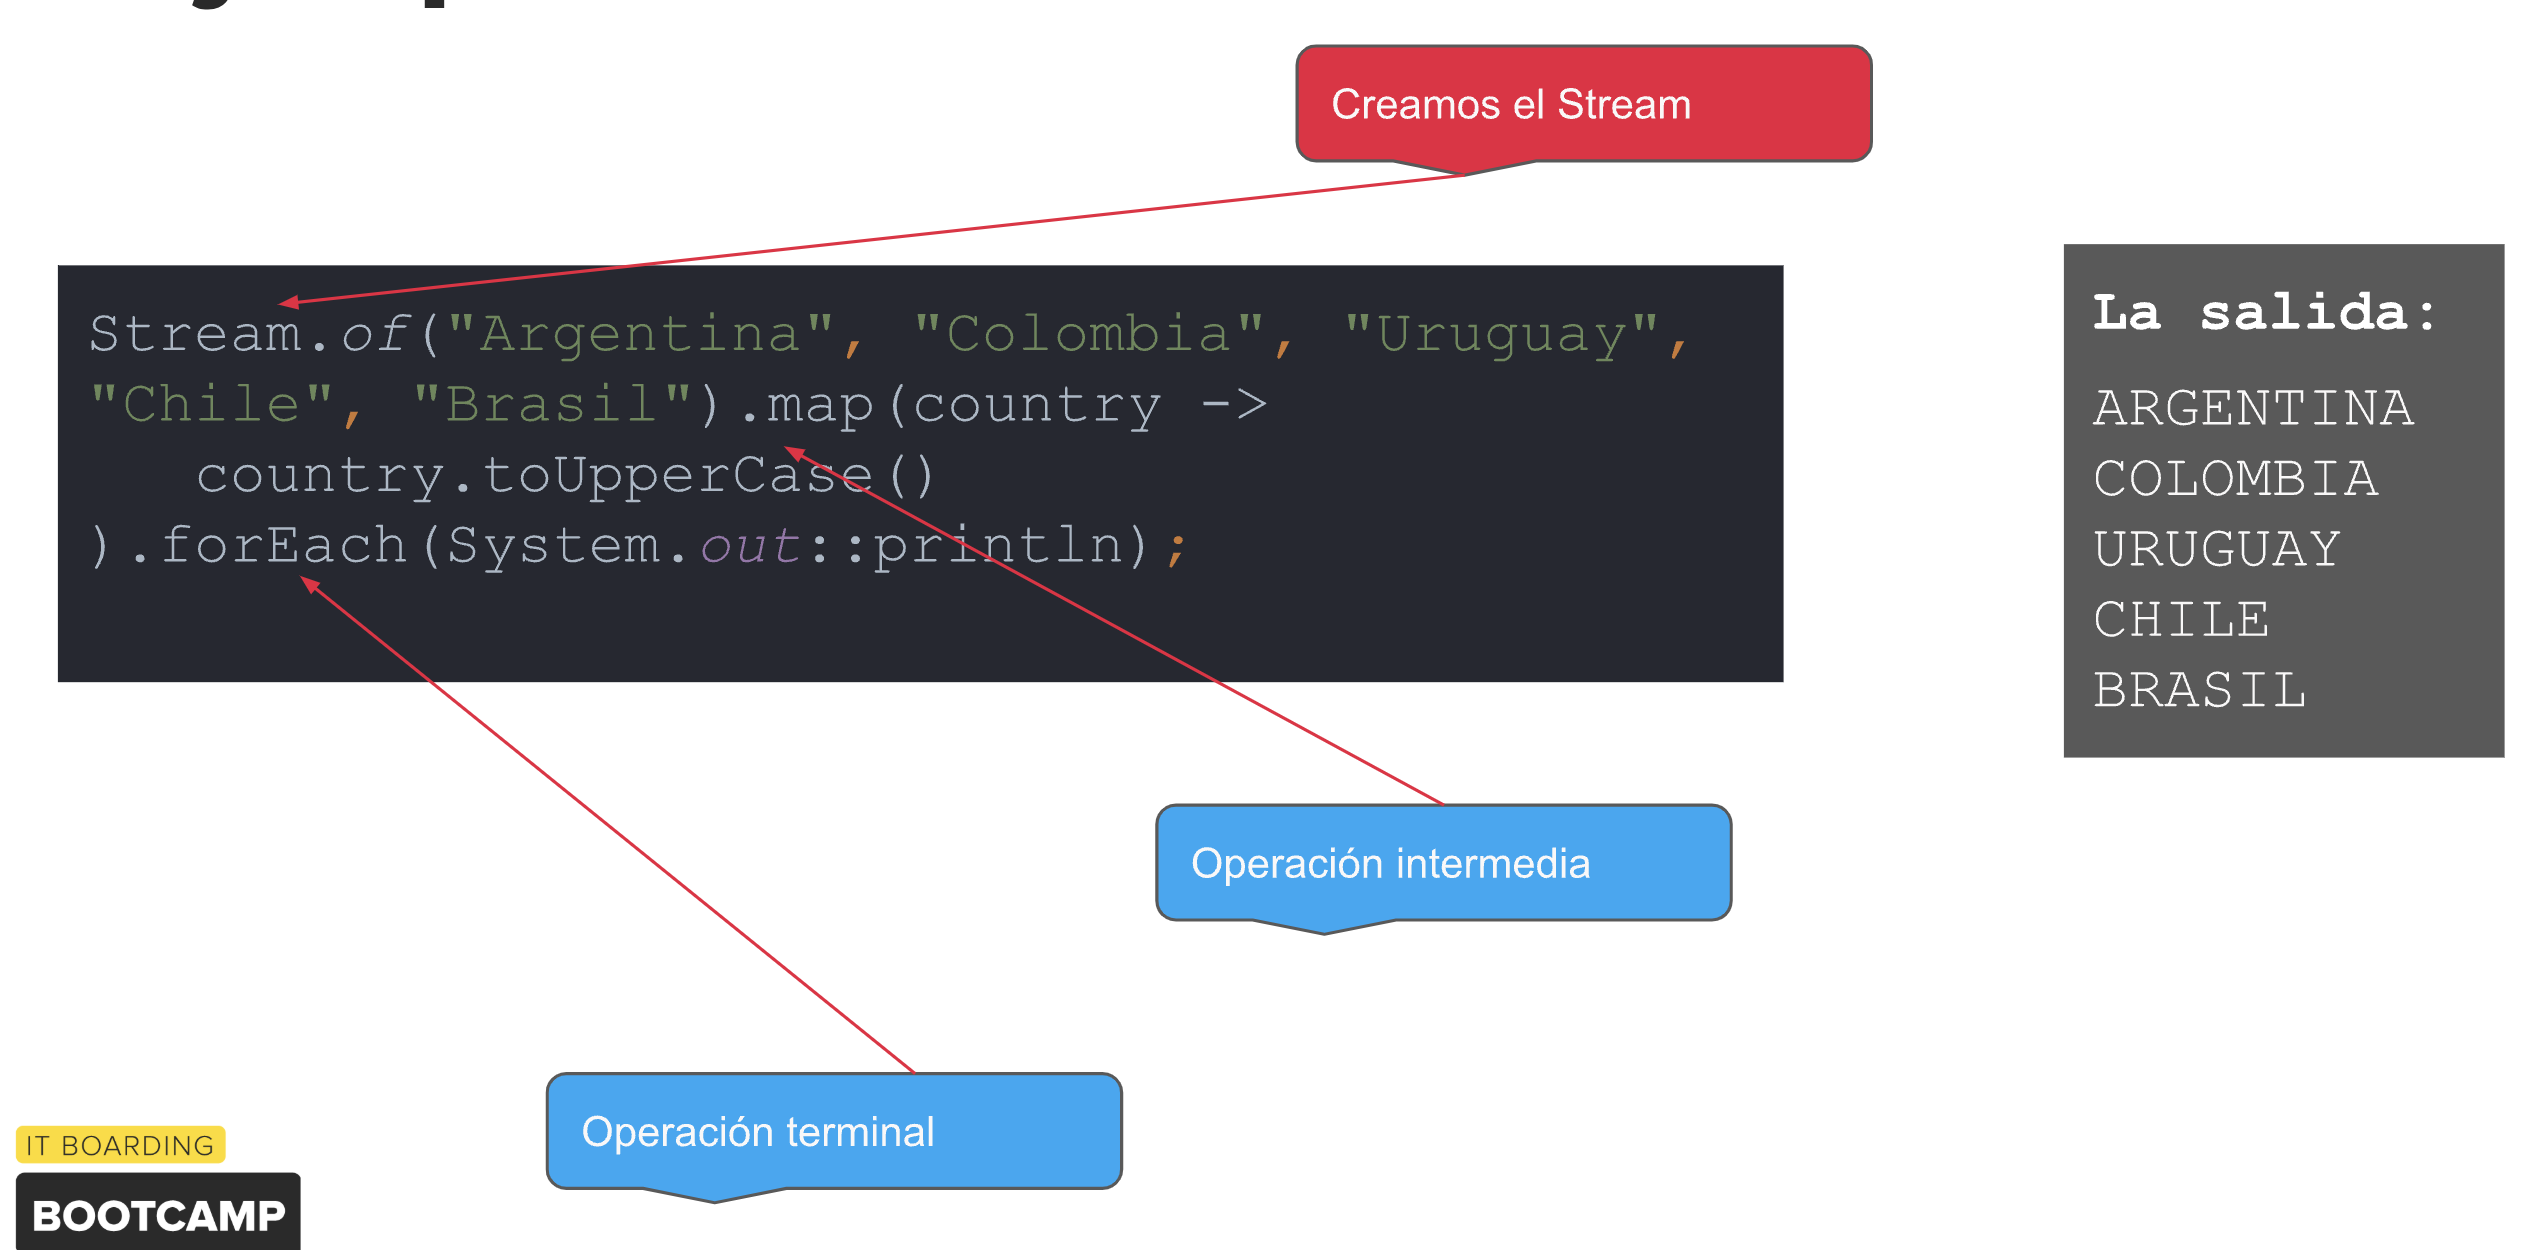 Creamos el Stream
Stream.of("Argentina", "Colombia", "Uruguay",
"Chile", "Brasil").map(country ->
country.toUpperCase()
).forEach(System.out::println);
La salida:
ARGENTINA
COLOMBIA
URUGUAY
CHILE
BRASIL
Operación intermedia
Operación terminal
IT BOARDING
BOOTCAMP